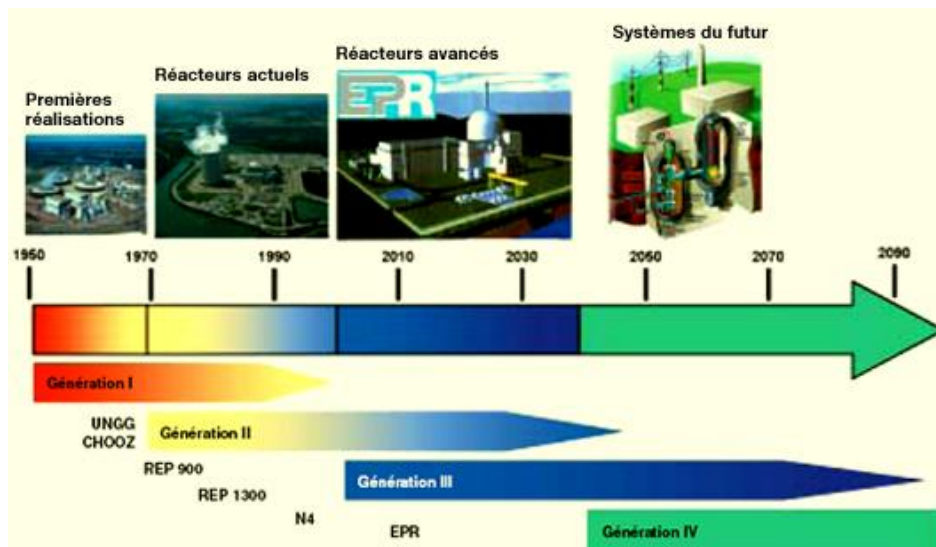 Systèmes du futur
Réacteurs avancés
Réacteurs actuels
Premières
réalisations
EPR
1950
1970
1990
2010
2030
2050
2070
2090
Génération I
UNGG
CHOOZ
Génération II
REP 900
Génération III
REP 1300
N4
EPR
Génération IV